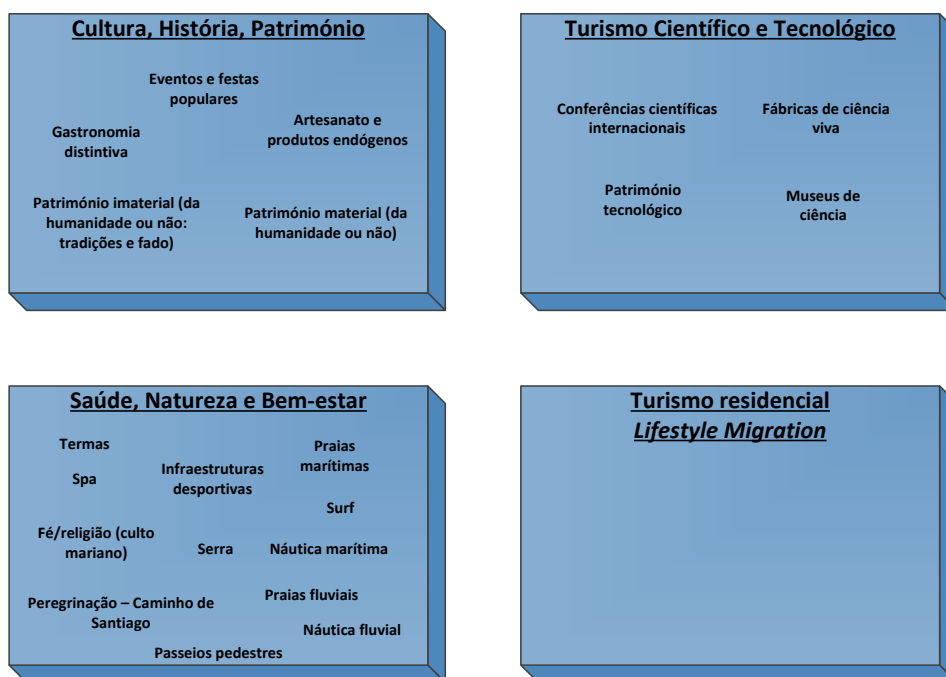 Cultura, História, Património
Eventos e festas
populares
Gastronomia
distintiva
Artesanato e
produtos endógenos
Património imaterial (da
humanidade ou não:
tradições e fado)
Património material (da
humanidade ou não)
Turismo Científico e Tecnológico
Conferências científicas
internacionais
Fábricas de ciência
viva
Património
tecnológico
Museus de
ciência
Saúde, Natureza e Bem-estar
Termas
Spa
Infraestruturas
desportivas
Praias
marítimas
Surf
Fé/religião (culto
mariano)
Serra
Náutica marítima
Peregrinação – Caminho de
Santiago
Praias fluviais
Náutica fluvial
Passeios pedestres
Turismo residencial
Lifestyle Migration